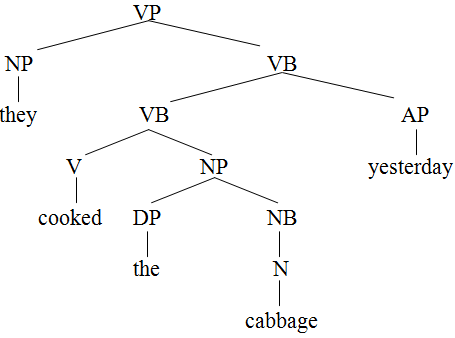 VP
NP VB
they VB AP
V NP yesterday
cooked DP NB
the N
cabbage